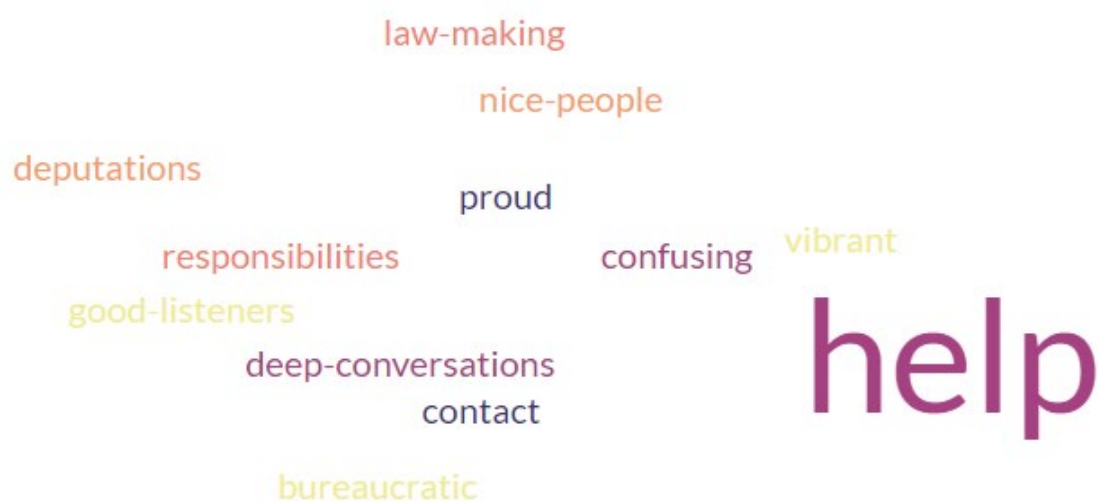 law-making
nice-people
deputations
proud
vibrant
responsibilities
confusing
good-listeners
help
deep-conversations
contact
bureaucratic